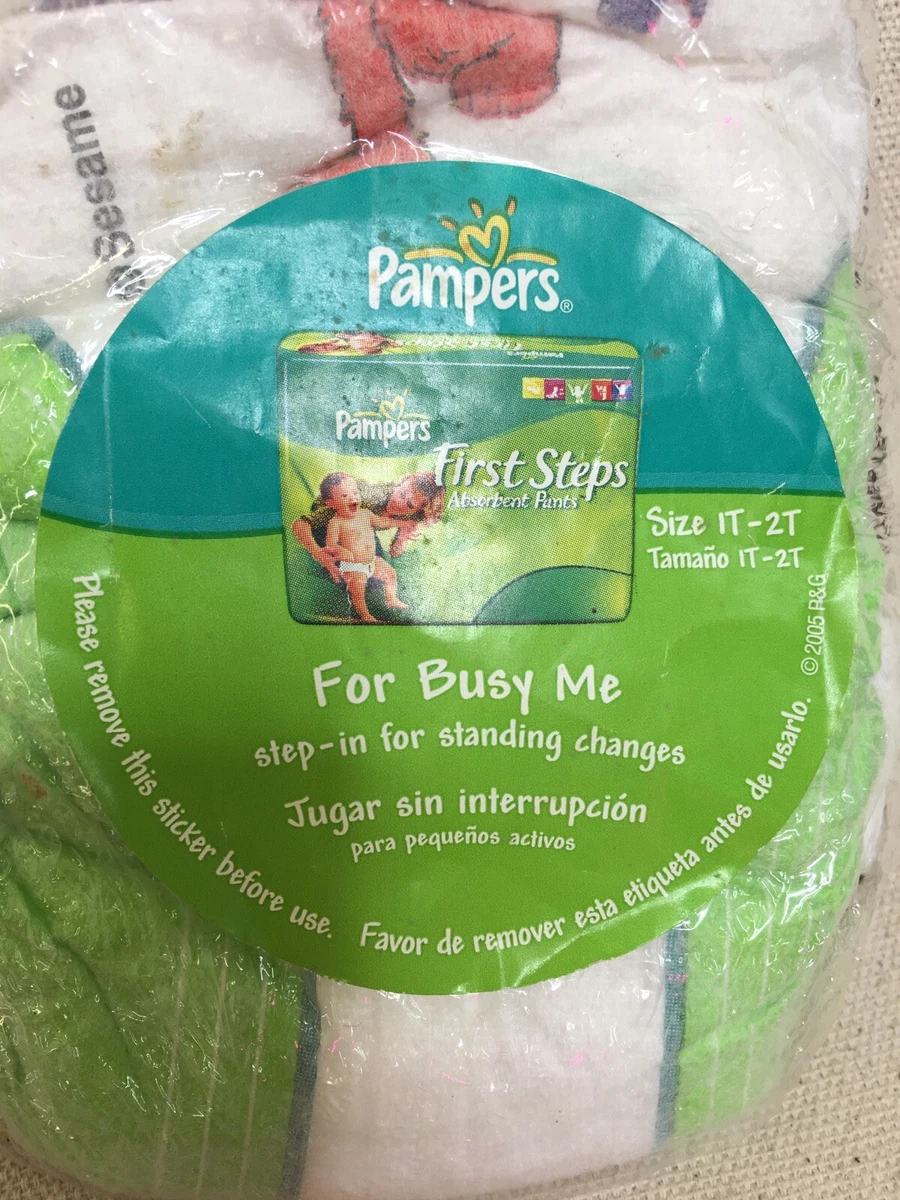 Sesame
Pampers®
Pampers
First Steps
Absorbent Pants
Size 1T-2T
Tamaño 1T-2T
© 2005 P&G
For Busy Me
step-in for standing changes
Jugar sin interrupción
para pequeños activos
Please remove this sticker before use.
Favor de remover esta etiqueta antes de usarlo.